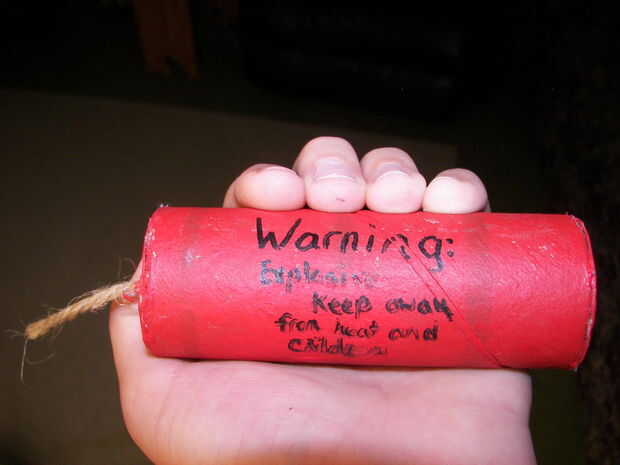 Warning:
Explosive
Keep away
from heat and
children